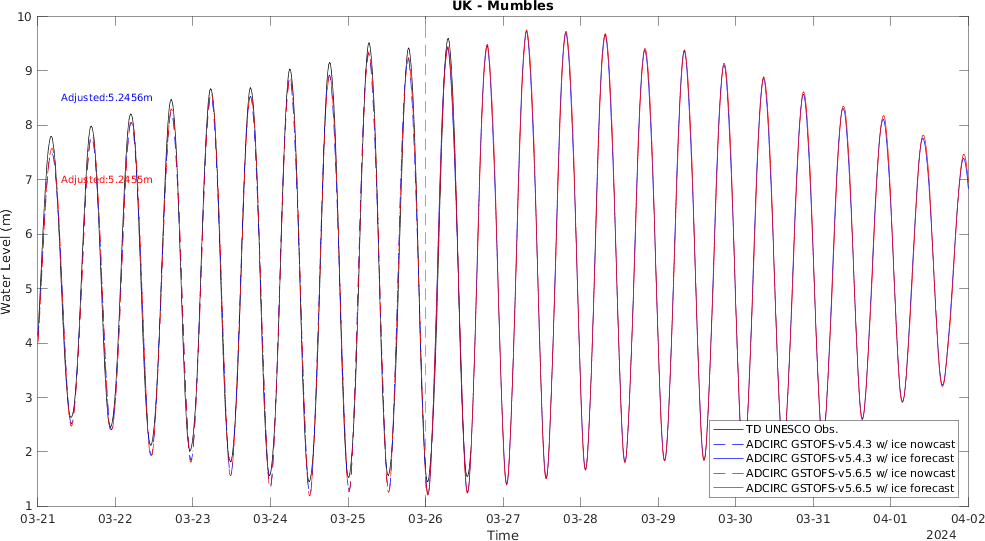 UK - Mumbles
Water Level (m)
10
9
8
7
6
5
4
3
2
1
Adjusted:5.2456m
Adjusted:5.2455m
TD UNESCO Obs.
ADCIRC GSTOFS-v5.4.3 w/ ice nowcast
ADCIRC GSTOFS-v5.4.3 w/ ice forecast
ADCIRC GSTOFS-v5.6.5 w/ ice nowcast
ADCIRC GSTOFS-v5.6.5 w/ ice forecast
03-21 03-22 03-23 03-24 03-25 03-26 03-27 03-28 03-29 03-30 03-31 04-01 04-02
Time
2024